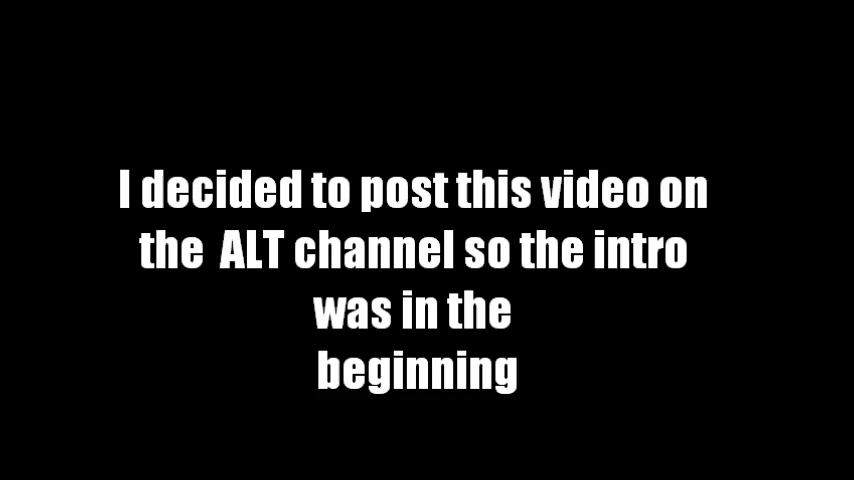 I decided to post this video on
the ALT channel so the intro
was in the
beginning